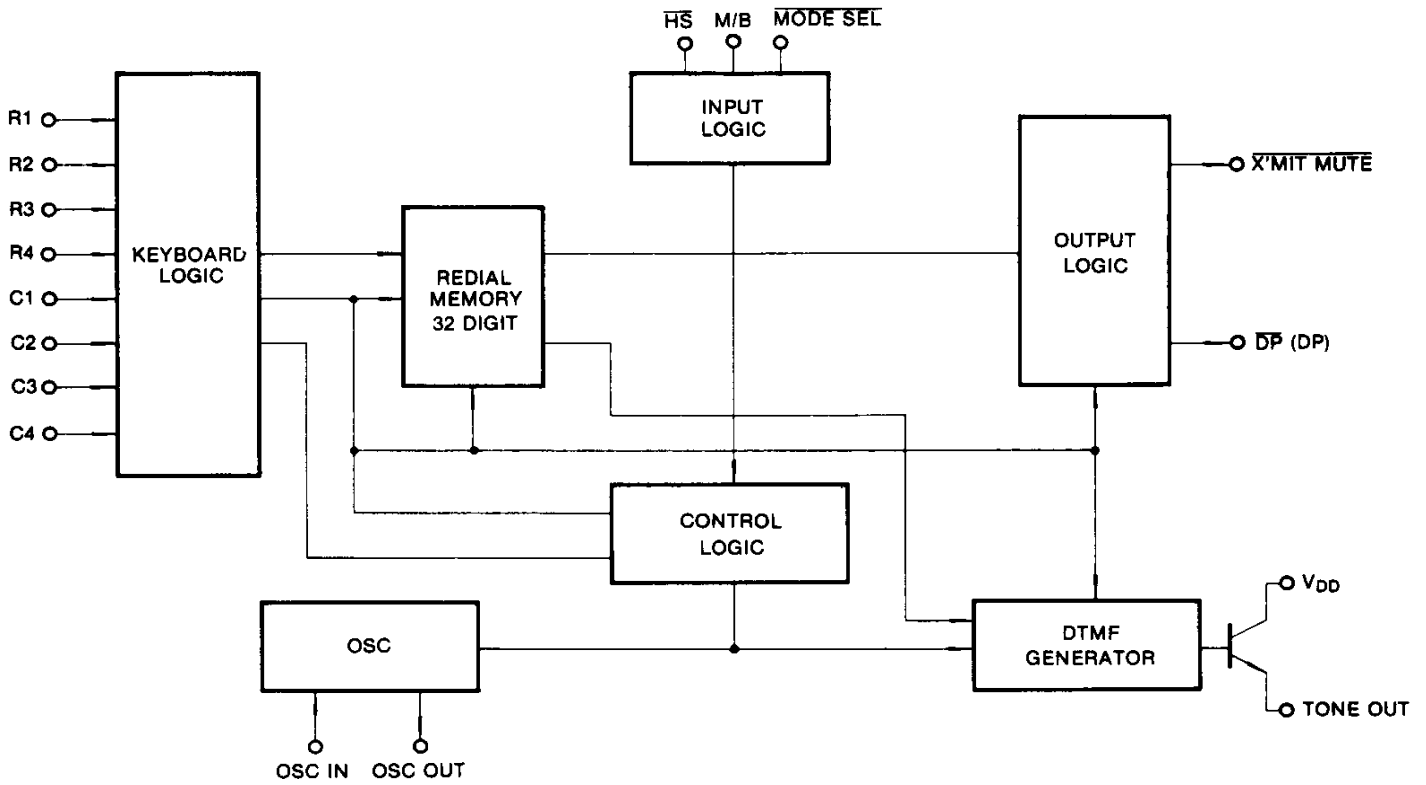 HS M/B MODE SEL
INPUT
LOGIC
R1
R2
R3
R4
C1
C2
C3
C4
KEYBOARD
LOGIC
REDIAL
MEMORY
32 DIGIT
OUTPUT
LOGIC
X'MIT MUTE
DP (DP)
CONTROL
LOGIC
OSC
OSC IN OSC OUT
DTMF
GENERATOR
VDD
TONE OUT